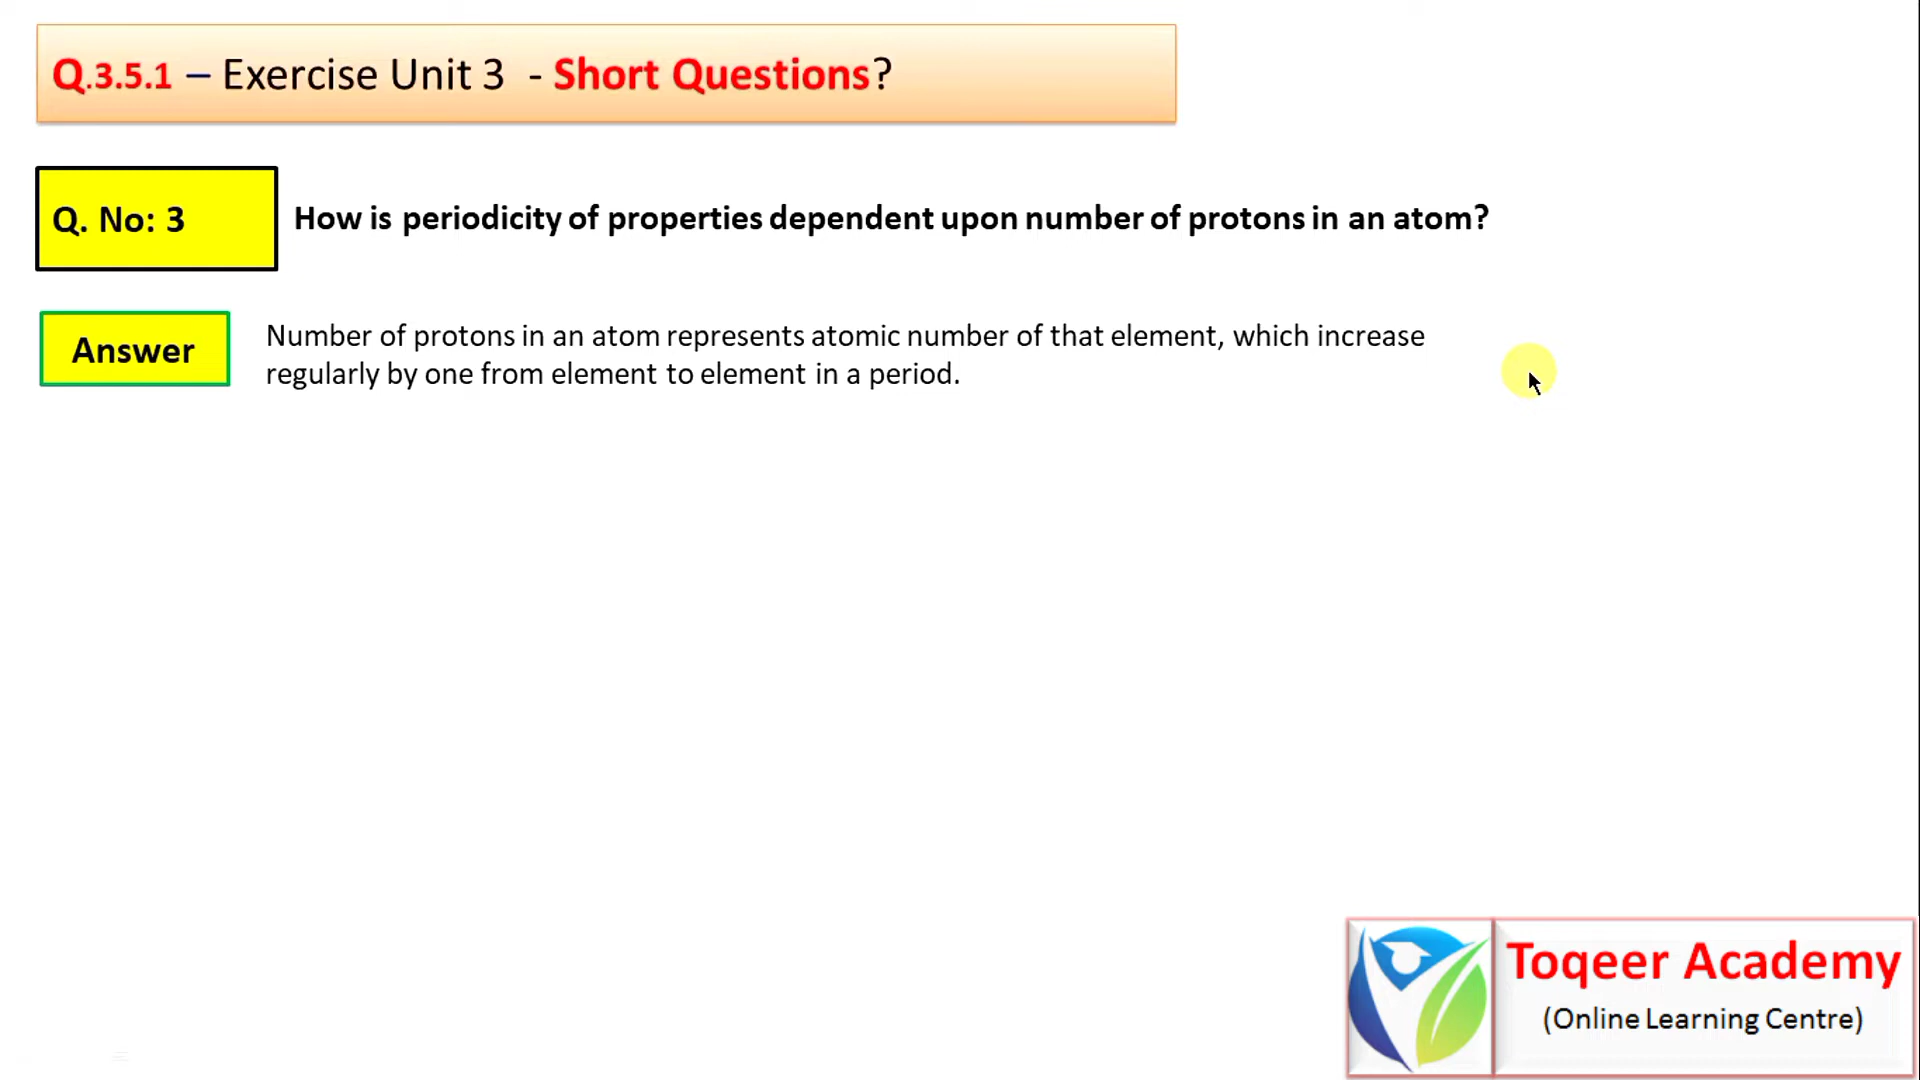 Q.3.5.1 – Exercise Unit 3 - Short Questions?
Q. No: 3
How is periodicity of properties dependent upon number of protons in an atom?
Answer
Number of protons in an atom represents atomic number of that element, which increase
regularly by one from element to element in a period.
Toqeer Academy
(Online Learning Centre)